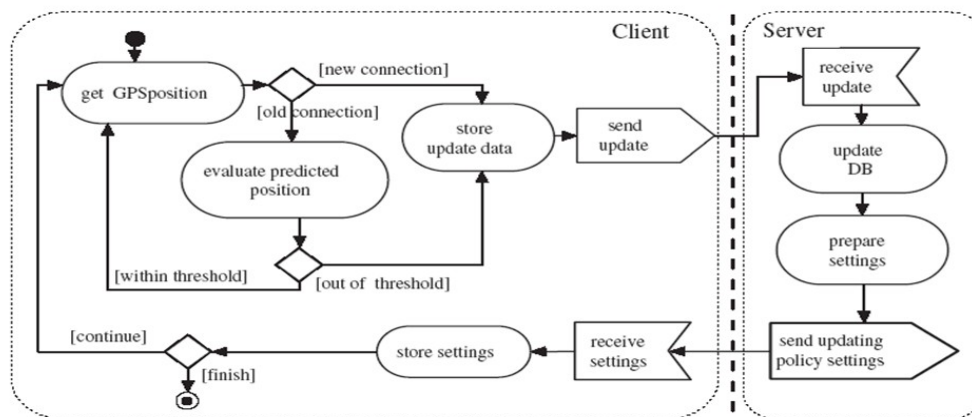 Client
Server
get GPSposition
[new connection]
[old connection]
store
update data
send
update
receive
update
evaluate predicted
position
update
DB
prepare
settings
[within threshold]
[out of threshold]
[continue]
[finish]
store settings
receive
settings
send updating
policy settings